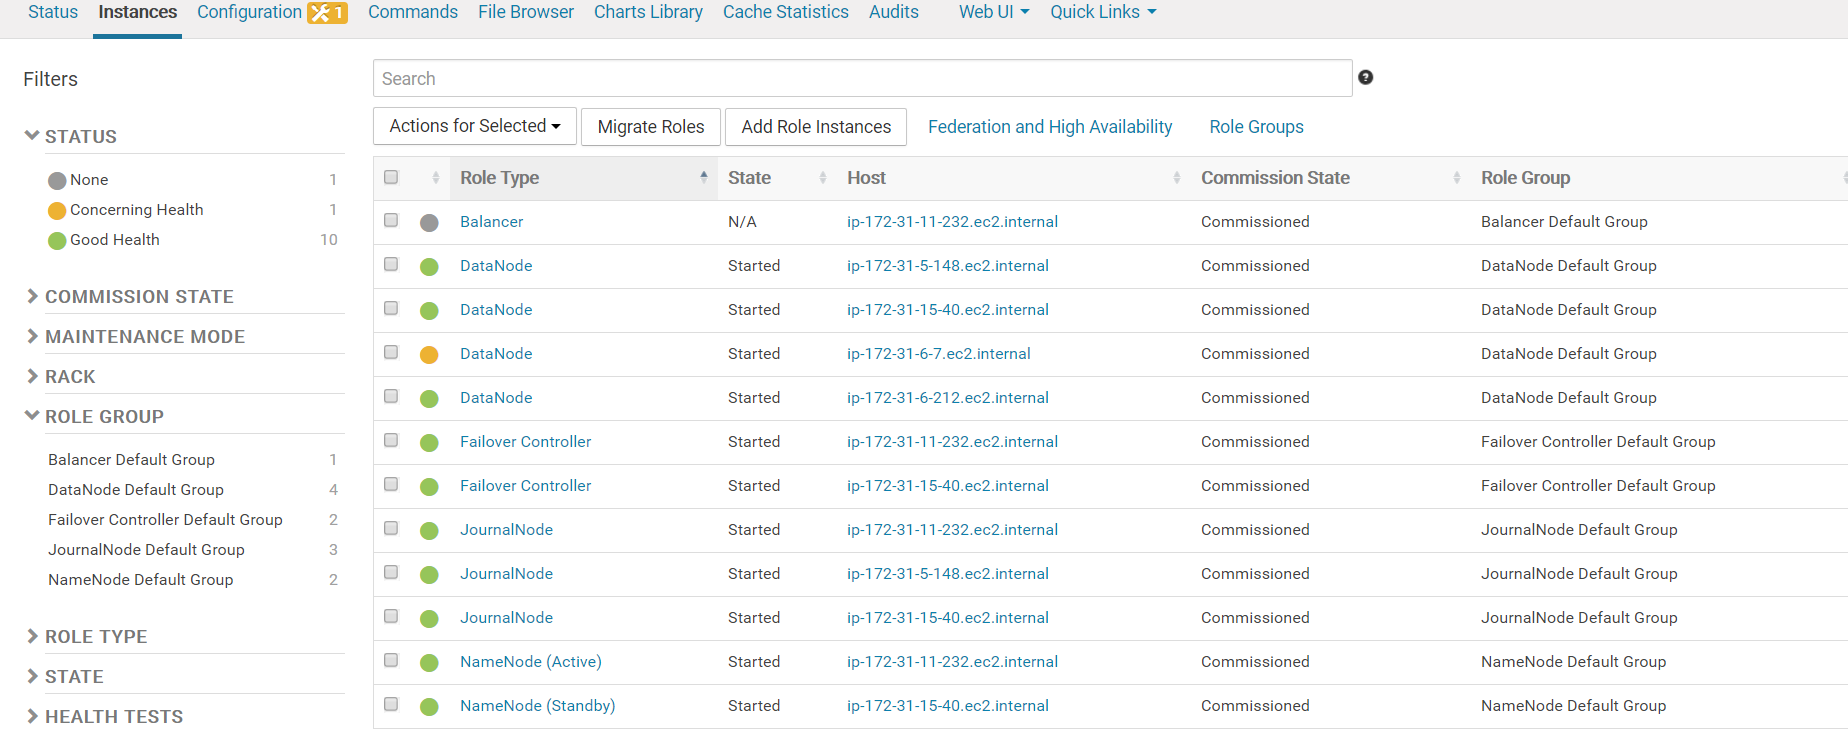 Status Instances Configuration 1 Commands File Browser Charts Library Cache Statistics Audits Web UI Quick Links
Filters
STATUS
None 1
Concerning Health 1
Good Health 10
COMMISSION STATE
MAINTENANCE MODE
RACK
ROLE GROUP
Balancer Default Group 1
DataNode Default Group 4
Failover Controller Default Group 2
JournalNode Default Group 3
NameNode Default Group 2
ROLE TYPE
STATE
HEALTH TESTS
Search ?
Actions for Selected Migrate Roles Add Role Instances Federation and High Availability Role Groups
Role Type State Host Commission State Role Group
Balancer N/A ip-172-31-11-232.ec2.internal Commissioned Balancer Default Group
DataNode Started ip-172-31-5-148.ec2.internal Commissioned DataNode Default Group
DataNode Started ip-172-31-15-40.ec2.internal Commissioned DataNode Default Group
DataNode Started ip-172-31-6-7.ec2.internal Commissioned DataNode Default Group
DataNode Started ip-172-31-6-212.ec2.internal Commissioned DataNode Default Group
Failover Controller Started ip-172-31-11-232.ec2.internal Commissioned Failover Controller Default Group
Failover Controller Started ip-172-31-15-40.ec2.internal Commissioned Failover Controller Default Group
JournalNode Started ip-172-31-11-232.ec2.internal Commissioned JournalNode Default Group
JournalNode Started ip-172-31-5-148.ec2.internal Commissioned JournalNode Default Group
JournalNode Started ip-172-31-15-40.ec2.internal Commissioned JournalNode Default Group
NameNode (Active) Started ip-172-31-11-232.ec2.internal Commissioned NameNode Default Group
NameNode (Standby) Started ip-172-31-15-40.ec2.internal Commissioned NameNode Default Group